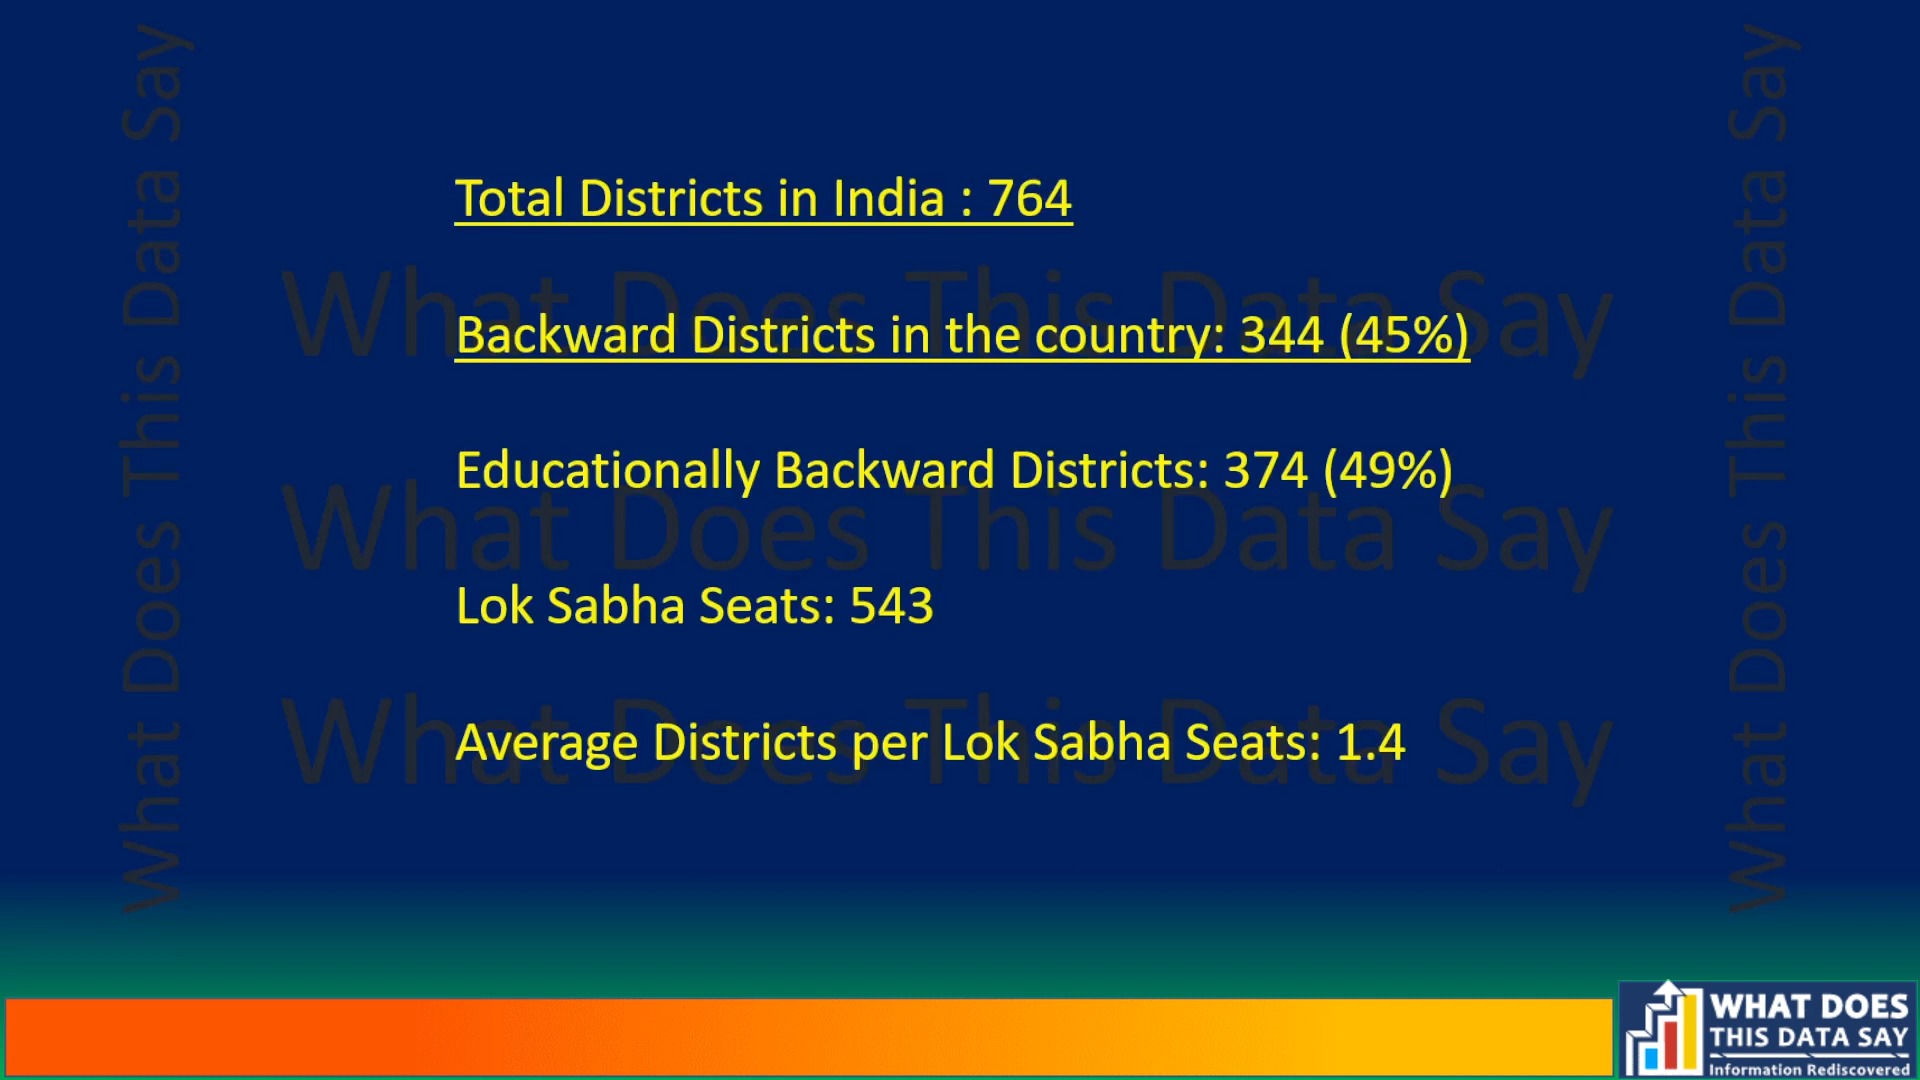 Total Districts in India : 764
Backward Districts in the country: 344 (45%)
Educationally Backward Districts: 374 (49%)
Lok Sabha Seats: 543
Average Districts per Lok Sabha Seats: 1.4
What Does This Data Say
What Does This Data Say
What Does This Data Say
What Does This Data Say
What Does This Data Say
WHAT DOES
THIS DATA SAY
Information Rediscovered